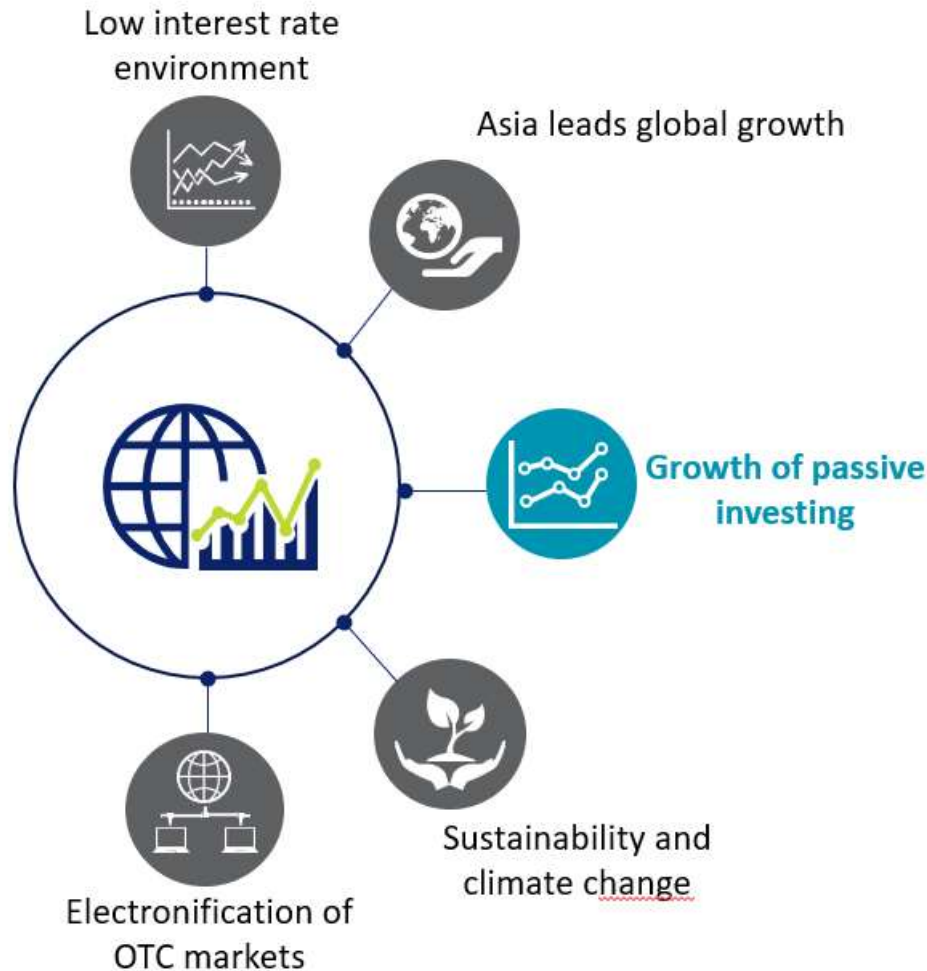 Low interest rate
environment
Asia leads global growth
Growth of passive
investing
Sustainability and
climate change
Electronification of
OTC markets